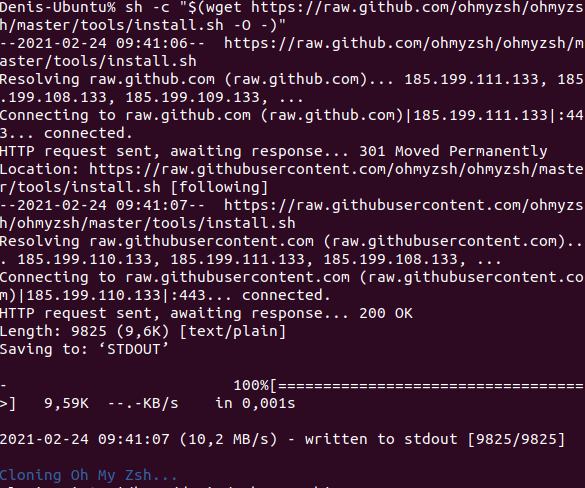 Denis-Ubuntu% sh -c "$(wget https://raw.github.com/ohmyzsh/ohmyzs
h/master/tools/install.sh -O -)"
--2021-02-24 09:41:06--  https://raw.github.com/ohmyzsh/ohmyzsh/m
aster/tools/install.sh
Resolving raw.github.com (raw.github.com)... 185.199.111.133, 185
.199.108.133, 185.199.109.133, ...
Connecting to raw.github.com (raw.github.com)|185.199.111.133|:44
3... connected.
HTTP request sent, awaiting response... 301 Moved Permanently
Location: https://raw.githubusercontent.com/ohmyzsh/ohmyzsh/maste
r/tools/install.sh [following]
--2021-02-24 09:41:07--  https://raw.githubusercontent.com/ohmyzs
h/ohmyzsh/master/tools/install.sh
Resolving raw.githubusercontent.com (raw.githubusercontent.com)..
. 185.199.110.133, 185.199.111.133, 185.199.108.133, ...
Connecting to raw.githubusercontent.com (raw.githubusercontent.co
m)|185.199.110.133|:443... connected.
HTTP request sent, awaiting response... 200 OK
Length: 9825 (9,6K) [text/plain]
Saving to: ‘STDOUT’
-                         100%[==================================
>]   9,59K  --.-KB/s    in 0,001s
2021-02-24 09:41:07 (10,2 MB/s) - written to stdout [9825/9825]
Cloning Oh My Zsh...